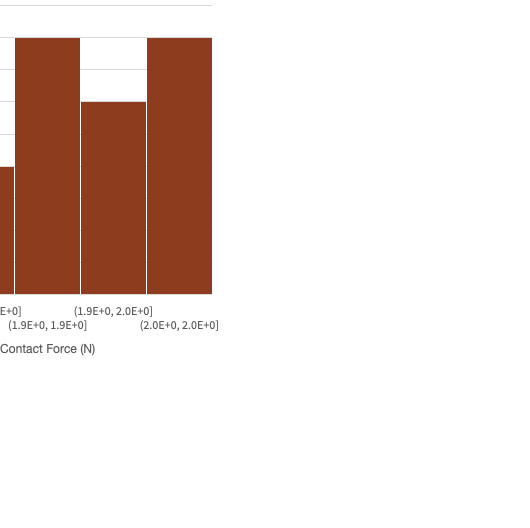 E+0]
(1.9E+0, 2.0E+0]
(1.9E+0, 1.9E+0]
(2.0E+0, 2.0E+0]
Contact Force (N)